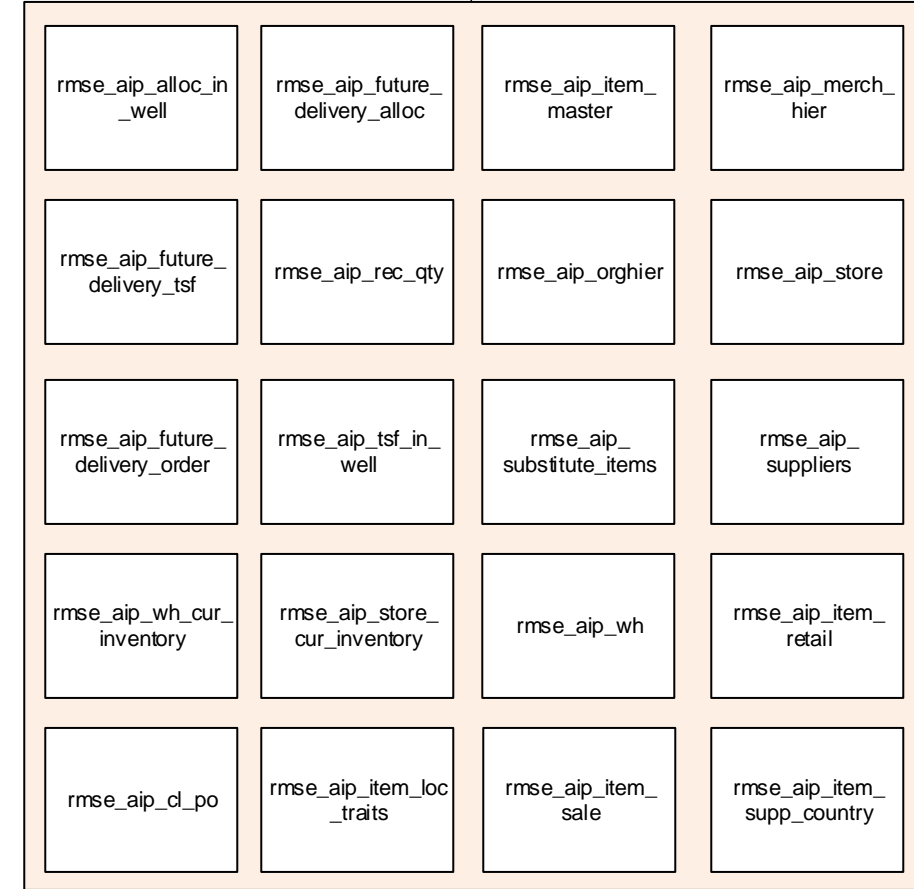 rmse_aip_alloc_in
_well
rmse_aip_future_
delivery_alloc
rmse_aip_item_
master
rmse_aip_merch_
hier
rmse_aip_future_
delivery_tsf
rmse_aip_rec_qty
rmse_aip_orghier
rmse_aip_store
rmse_aip_future_
delivery_order
rmse_aip_tsf_in_
well
rmse_aip_
substitute_items
rmse_aip_
suppliers
rmse_aip_wh_cur_
inventory
rmse_aip_store_
cur_inventory
rmse_aip_wh
rmse_aip_item_
retail
rmse_aip_cl_po
rmse_aip_item_loc
_traits
rmse_aip_item_
sale
rmse_aip_item_
supp_country